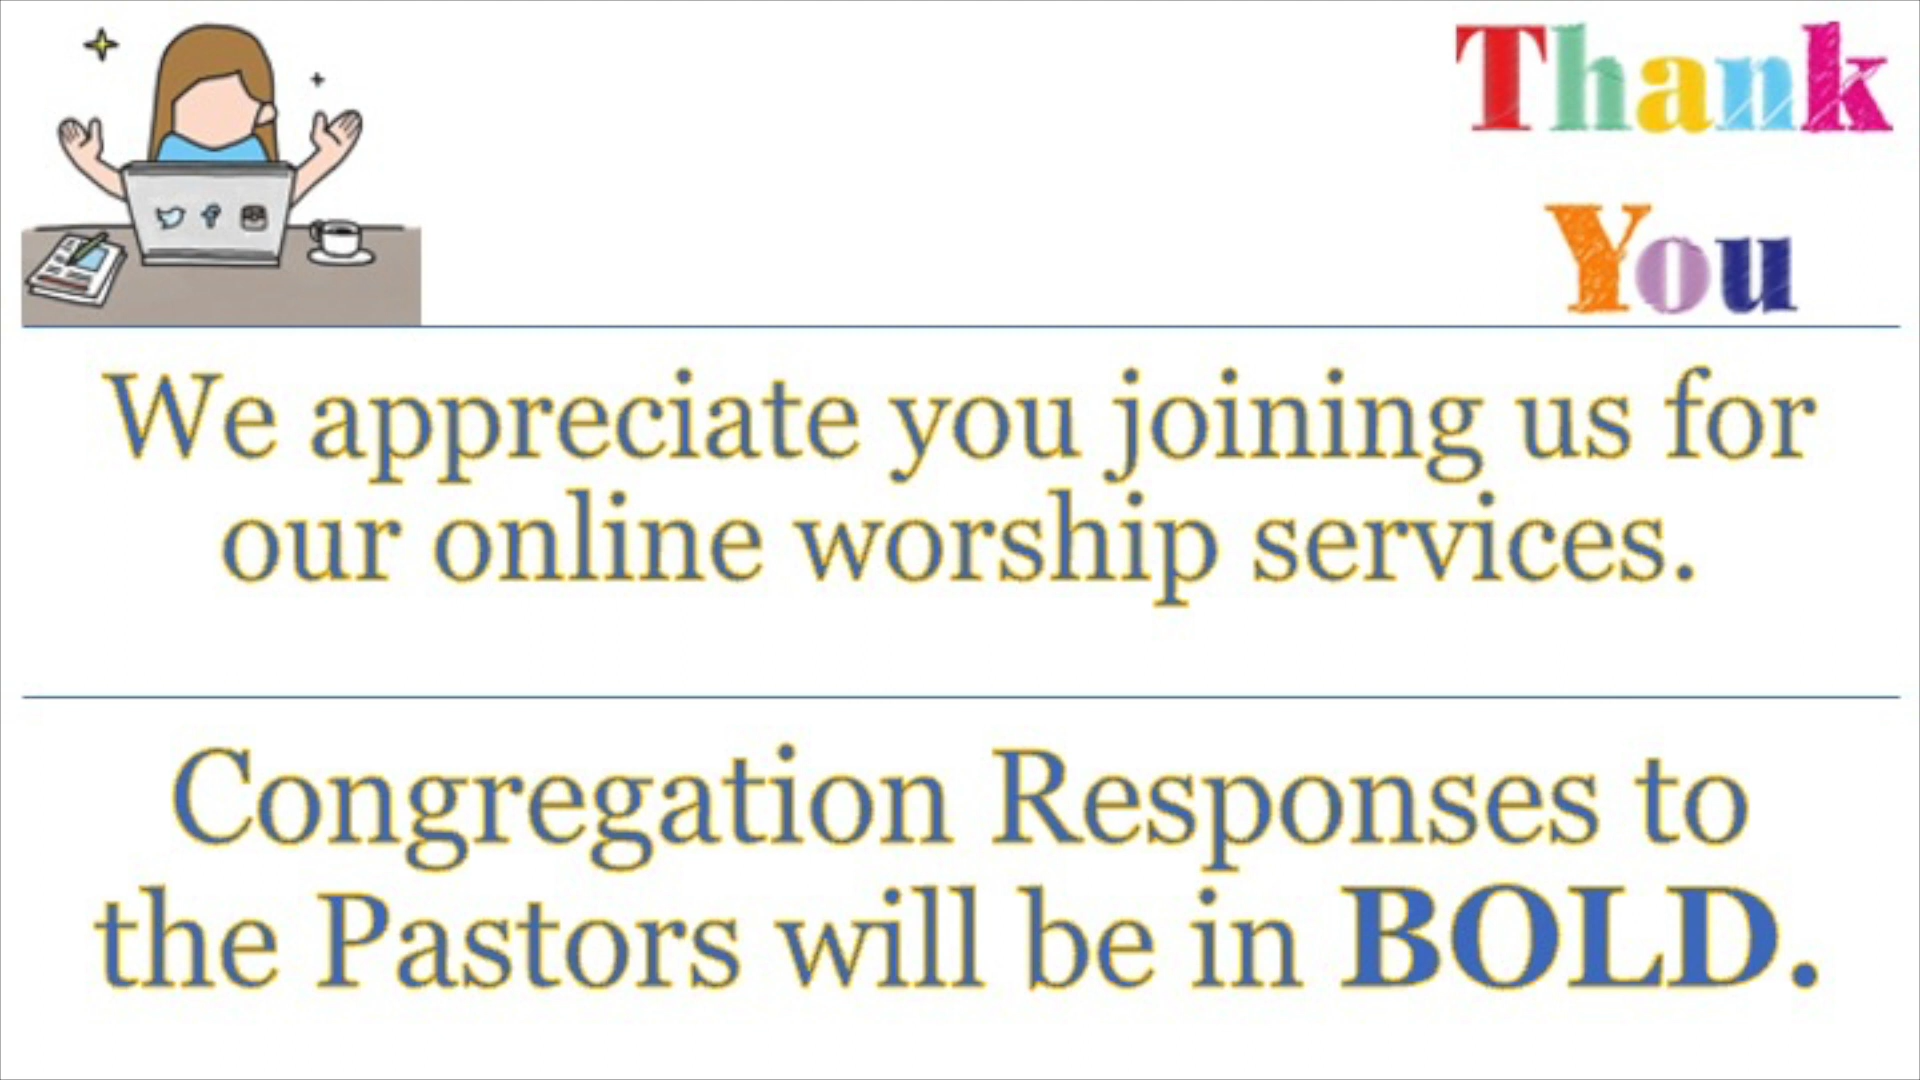 Thank
You
We appreciate you joining us for
our online worship services.
Congregation Responses to
the Pastors will be in BOLD.